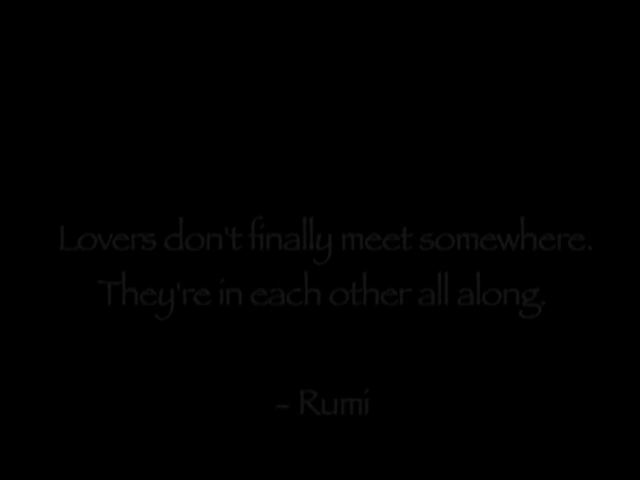 Lovers don't finally meet somewhere.
They're in each other all along.
- Rumi